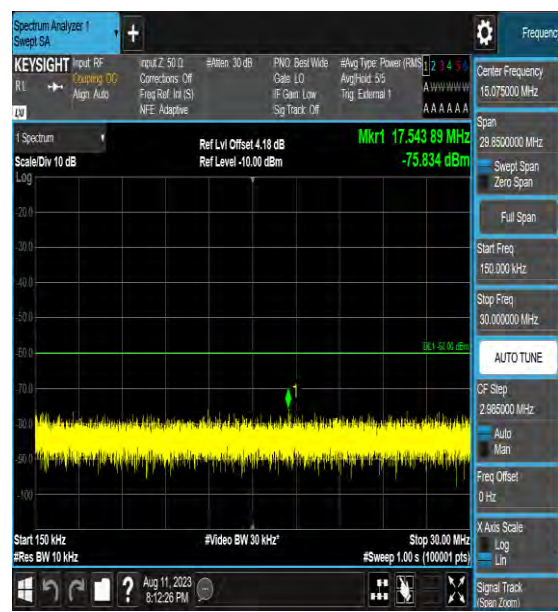 Spectrum Analyzer 1
Swept SA
+
Frequenc
KEYSIGHT Input: RF Input Z: 50 Ω #Atten: 30 dB PNO: Best Wide #Avg Type: Power (RMS 1 2 3 4 5 6
R L Coupling: DC Corrections: Off Gate: LO Avg|Hold: 5/5 A W W W W W
Align: Auto Freq Ref: Int (S) IF Gain: Low Trig: External 1
LW NFE: Adaptive Sig Track: Off A A A A A A
1 Spectrum
Scale/Div 10 dB
Ref Lvl Offset 4.18 dB
Ref Level -10.00 dBm
Mkr1 17.543 89 MHz
-75.834 dBm
Log
-20.0
-30.0
-40.0
-50.0
-60.0
DL1 -60.00 dBm
-70.0
1
-80.0
-90.0
-100
Start 150 kHz #Video BW 30 kHz* Stop 30.00 MHz
#Res BW 10 kHz #Sweep 1.00 s (100001 pts)
? Aug 11, 2023
8:12:26 PM
Center Frequency
15.075000 MHz
Span
29.8500000 MHz
Swept Span
Zero Span
Full Span
Start Freq
150.000 kHz
Stop Freq
30.000000 MHz
AUTO TUNE
CF Step
2.985000 MHz
Auto
Man
Freq Offset
0 Hz
X Axis Scale
Log
Lin
Signal Track
(Span Zoom)